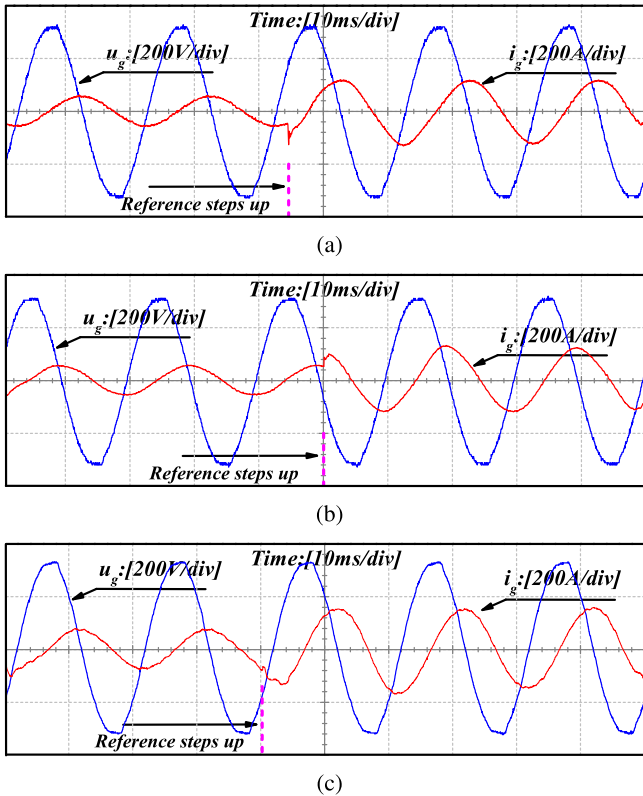 Time:[10ms/div]
u_g:[200V/div]
i_g:[200A/div]
Reference steps up
(a)
Time:[10ms/div]
u_g:[200V/div]
i_g:[200A/div]
Reference steps up
(b)
Time:[10ms/div]
u_g:[200V/div]
i_g:[200A/div]
Reference steps up
(c)